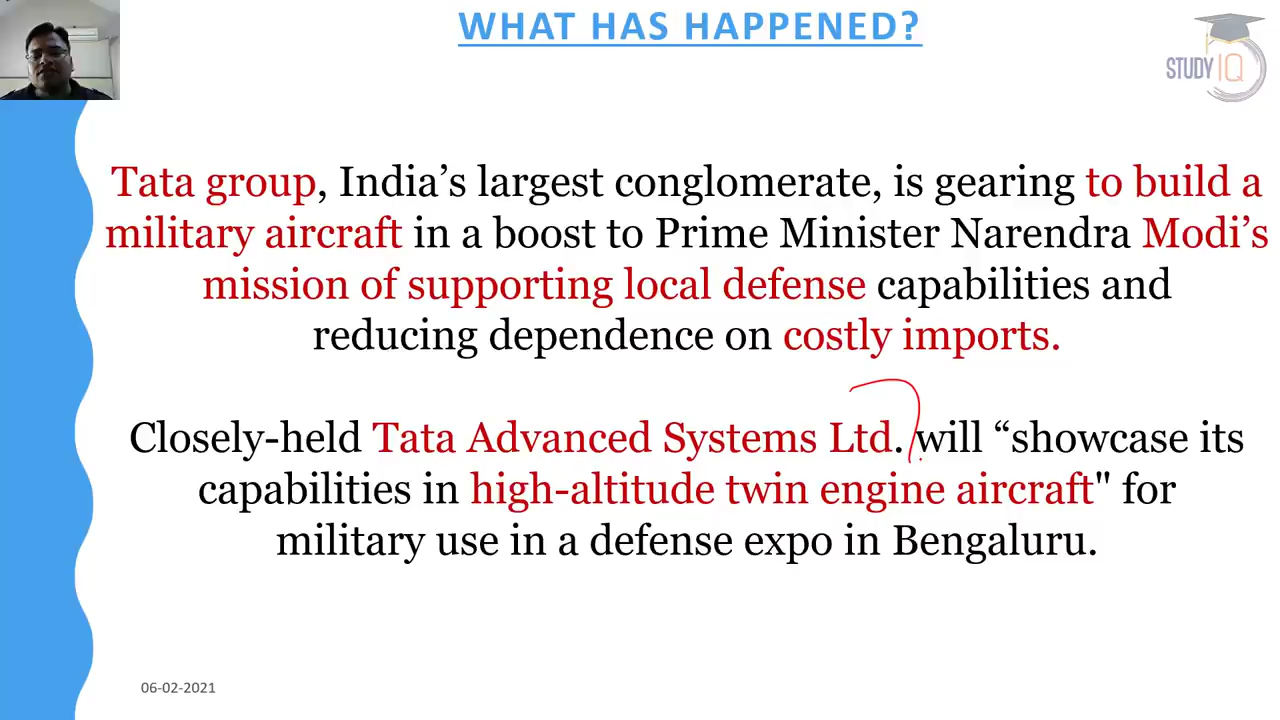 WHAT HAS HAPPENED?
STUDY IQ
Tata group, India’s largest conglomerate, is gearing to build a
military aircraft in a boost to Prime Minister Narendra Modi’s
mission of supporting local defense capabilities and
reducing dependence on costly imports.
Closely-held Tata Advanced Systems Ltd. will “showcase its
capabilities in high-altitude twin engine aircraft" for
military use in a defense expo in Bengaluru.
06-02-2021